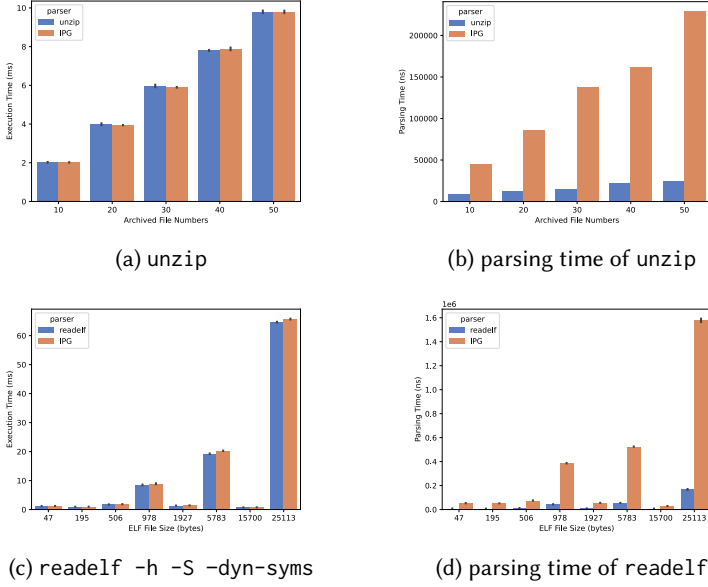 parser
unzip
IPG
Execution Time (ms)
10
8
6
4
2
0
10 20 30 40 50
Archived File Numbers
(a) unzip
parser
unzip
IPG
Parsing Time (ns)
200000
150000
100000
50000
0
10 20 30 40 50
Archived File Numbers
(b) parsing time of unzip
parser
readelf
IPG
Execution Time (ms)
60
50
40
30
20
10
0
47 195 506 978 1927 5783 15700 25113
ELF File Size (bytes)
(c) readelf -h -S -dyn-syms
1e6
parser
readelf
IPG
Parsing Time (ns)
1.6
1.4
1.2
1.0
0.8
0.6
0.4
0.2
0.0
47 195 506 978 1927 5783 15700 25113
ELF File Size (bytes)
(d) parsing time of readelf